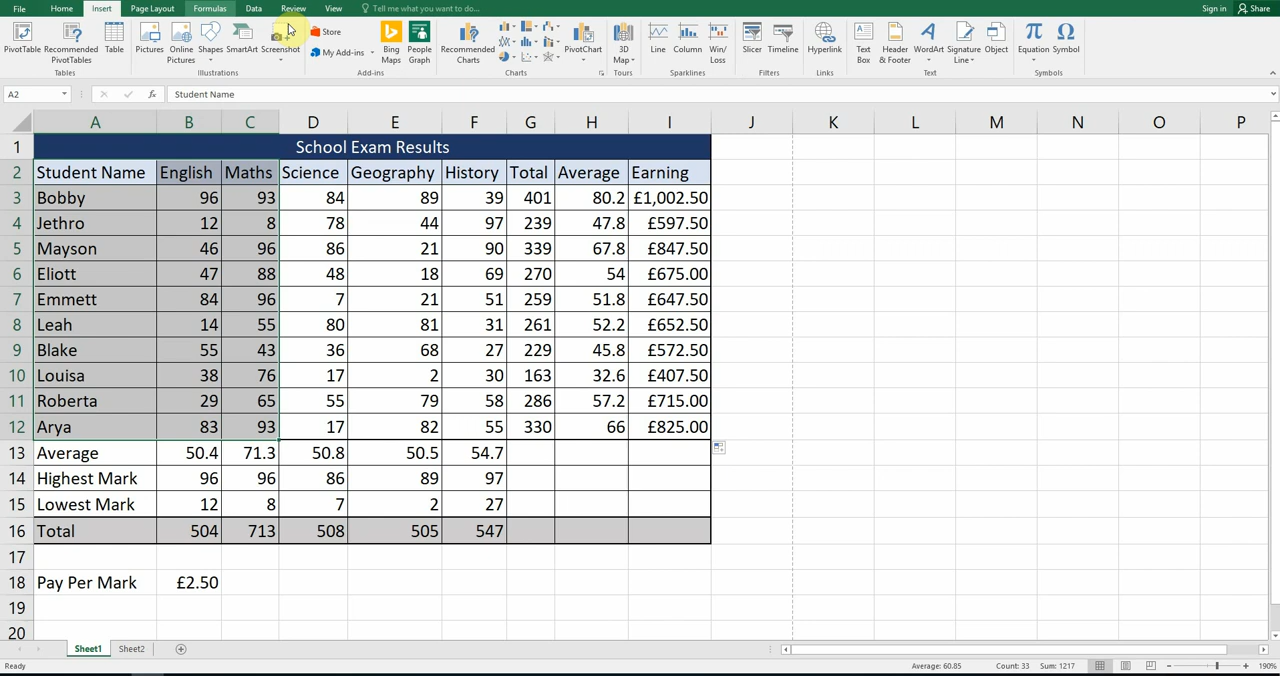 File Home Insert Page Layout Formulas Data Review View Tell me what you want to do... Sign in Share
PivotTable Recommended PivotTables Table Pictures Online Pictures Shapes SmartArt Screenshot Store My Add-ins Bing Maps People Graph Recommended Charts PivotChart 3D Map Line Column Win/Loss Slicer Timeline Hyperlink Text Box Header & Footer WordArt Signature Line Object Equation Symbol
Tables Illustrations Add-ins Charts Tours Sparklines Filters Links Text Symbols
A2 fx Student Name
A B C D E F G H I J K L M N O P
1 School Exam Results
2 Student Name English Maths Science Geography History Total Average Earning
3 Bobby 96 93 84 89 39 401 80.2 £1,002.50
4 Jethro 12 8 78 44 97 239 47.8 £597.50
5 Mayson 46 96 86 21 90 339 67.8 £847.50
6 Eliott 47 88 48 18 69 270 54 £675.00
7 Emmett 84 96 7 21 51 259 51.8 £647.50
8 Leah 14 55 80 81 31 261 52.2 £652.50
9 Blake 55 43 36 68 27 229 45.8 £572.50
10 Louisa 38 76 17 2 30 163 32.6 £407.50
11 Roberta 29 65 55 79 58 286 57.2 £715.00
12 Arya 83 93 17 82 55 330 66 £825.00
13 Average 50.4 71.3 50.8 50.5 54.7
14 Highest Mark 96 96 86 89 97
15 Lowest Mark 12 8 7 2 27
16 Total 504 713 508 505 547
17
18 Pay Per Mark £2.50
19
20
Sheet1 Sheet2
Ready Average: 60.85 Count: 33 Sum: 1217 190%